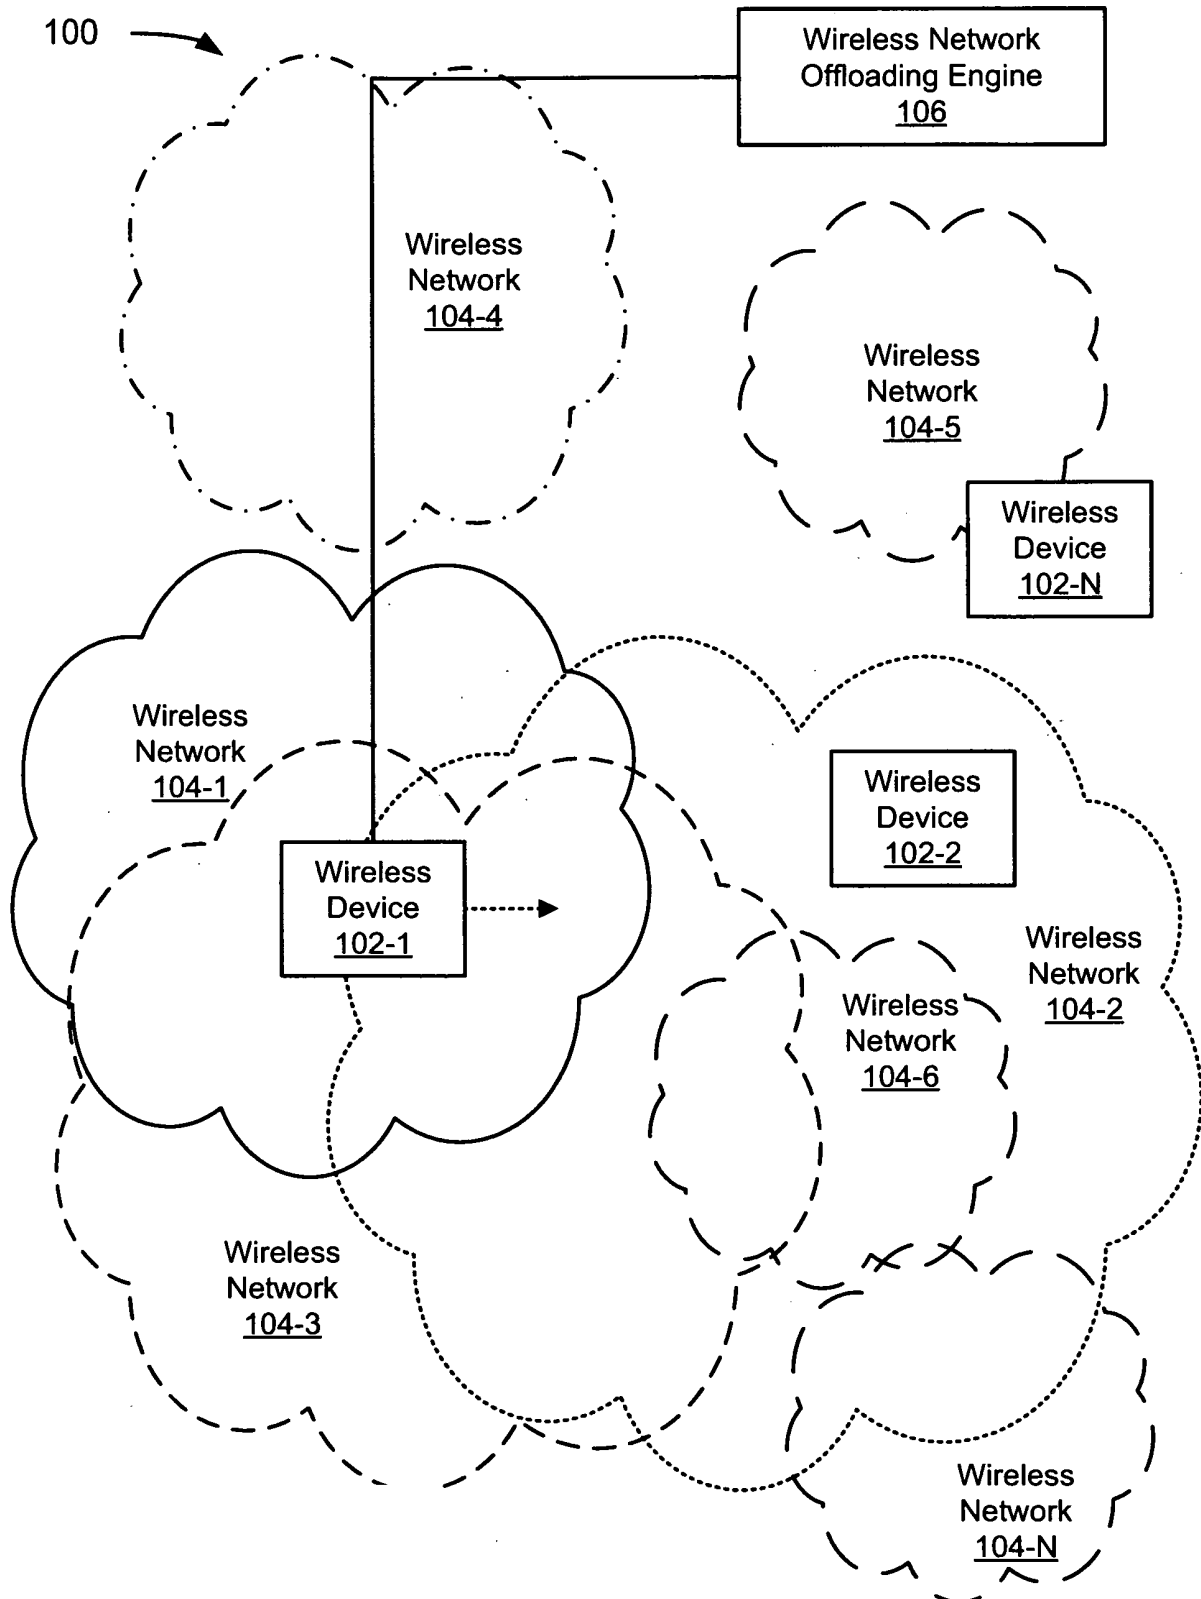 100
Wireless Network
Offloading Engine
106
Wireless
Network
104-4
Wireless
Network
104-5
Wireless
Device
102-N
Wireless
Network
104-1
Wireless
Device
102-2
Wireless
Device
102-1
Wireless
Network
104-2
Wireless
Network
104-6
Wireless
Network
104-3
Wireless
Network
104-N